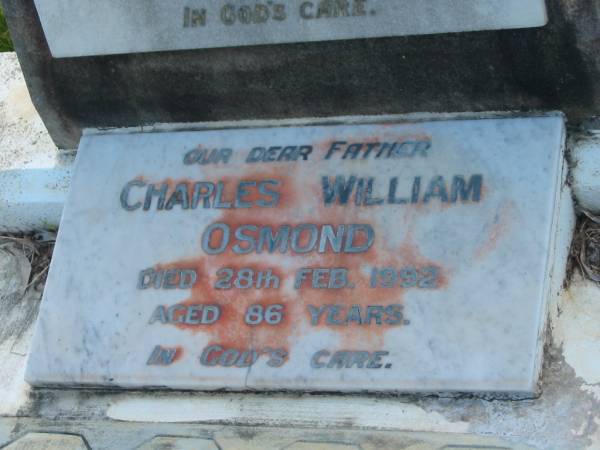 IN GOD'S CARE.
OUR DEAR FATHER
CHARLES WILLIAM
OSMOND
DIED 28TH FEB. 1992
AGED 86 YEARS.
IN GOD'S CARE.